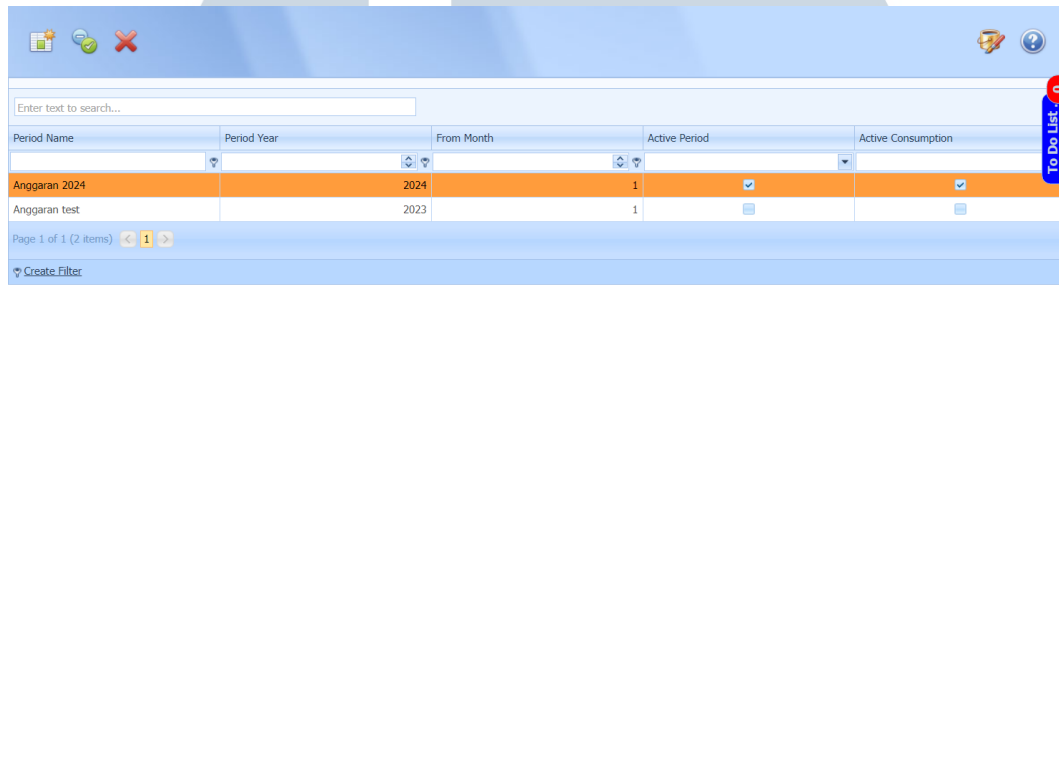 Enter text to search...
Period Name Period Year From Month Active Period Active Consumption
Anggaran 2024 2024 1
Anggaran test 2023 1
Page 1 of 1 (2 items) 1
Create Filter
To Do List .